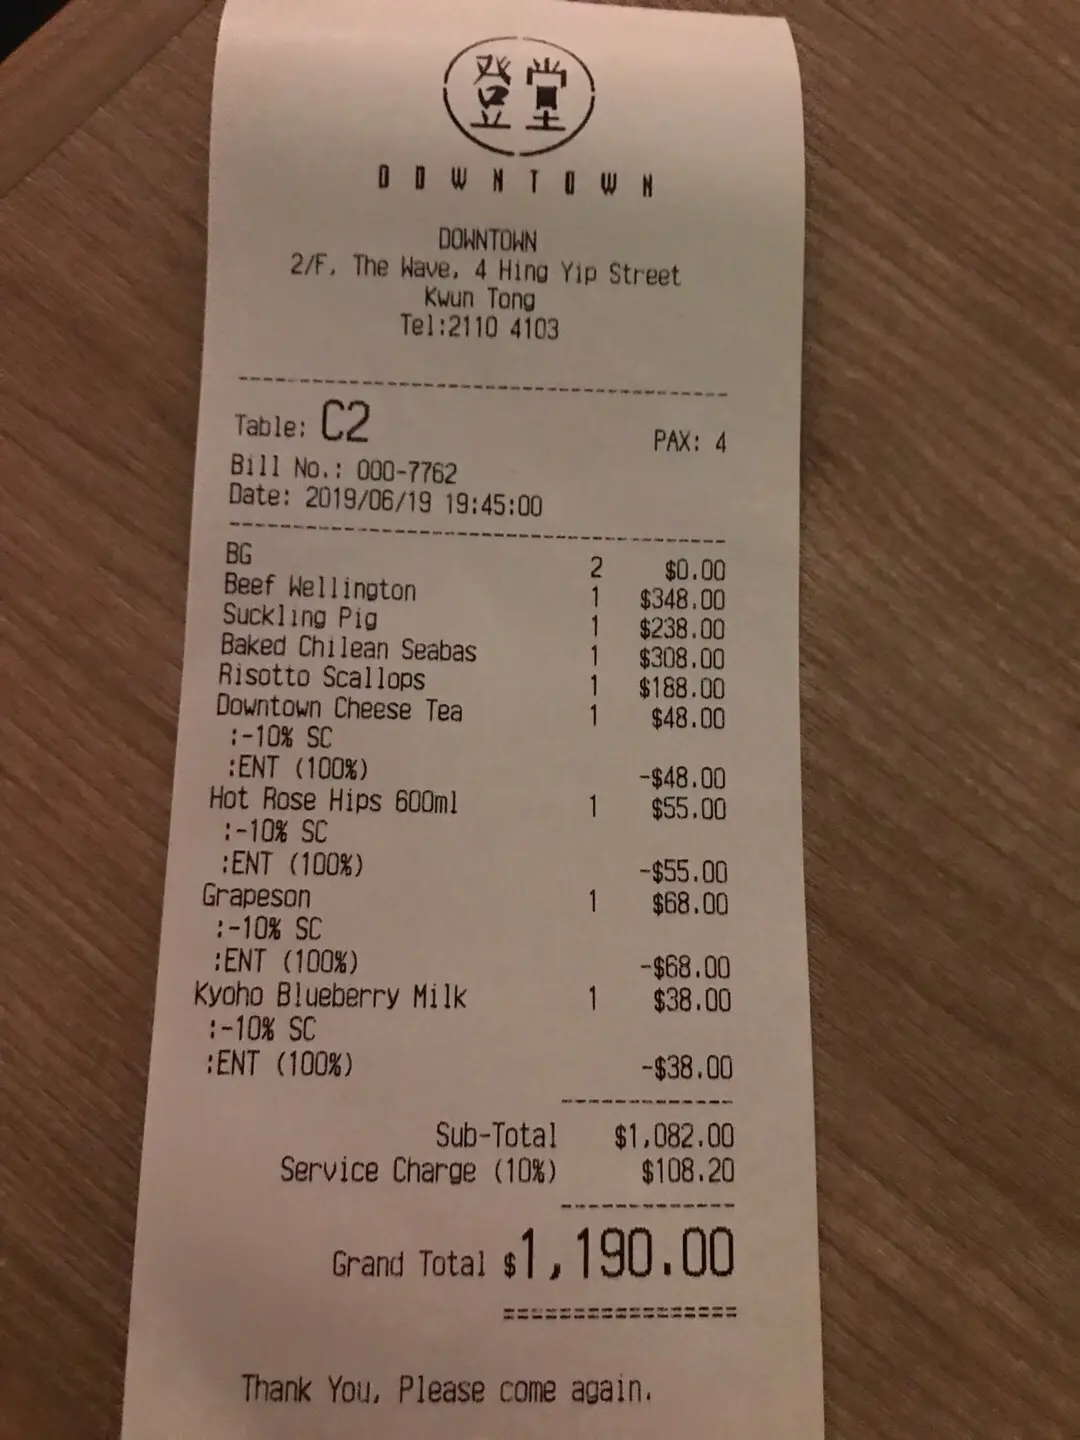 登堂
DOWNTOWN
DOWNTOWN
2/F, The Wave, 4 Hing Yip Street
Kwun Tong
Tel:2110 4103
Table: C2 PAX: 4
Bill No.: 000-7762
Date: 2019/06/19 19:45:00
BG 2 $0.00
Beef Wellington 1 $348.00
Suckling Pig 1 $238.00
Baked Chilean Seabas 1 $308.00
Risotto Scallops 1 $188.00
Downtown Cheese Tea 1 $48.00
:-10% SC
:ENT (100%) -$48.00
Hot Rose Hips 600ml 1 $55.00
:-10% SC
:ENT (100%) -$55.00
Grapeson 1 $68.00
:-10% SC
:ENT (100%) -$68.00
Kyoho Blueberry Milk 1 $38.00
:-10% SC
:ENT (100%) -$38.00
Sub-Total $1,082.00
Service Charge (10%) $108.20
Grand Total $1,190.00
Thank You, Please come again.